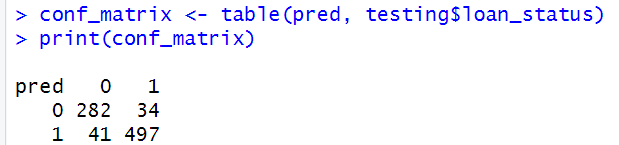 > conf_matrix <- table(pred, testing$loan_status)
> print(conf_matrix)
pred   0   1
   0 282  34
   1  41 497